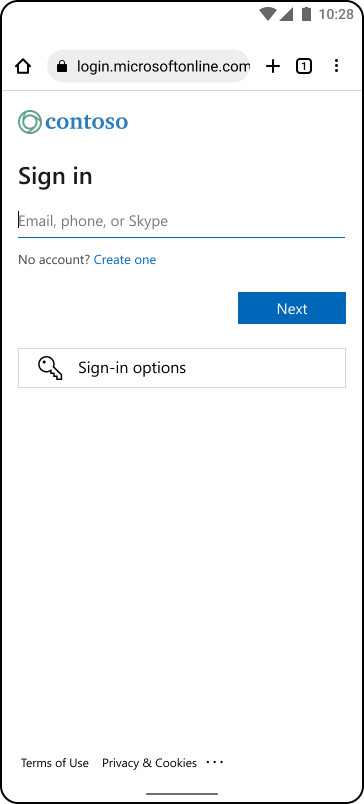 10:28
login.microsoftonline.com
1
contoso
Sign in
Email, phone, or Skype
No account? Create one
Next
Sign-in options
Terms of Use Privacy & Cookies ···